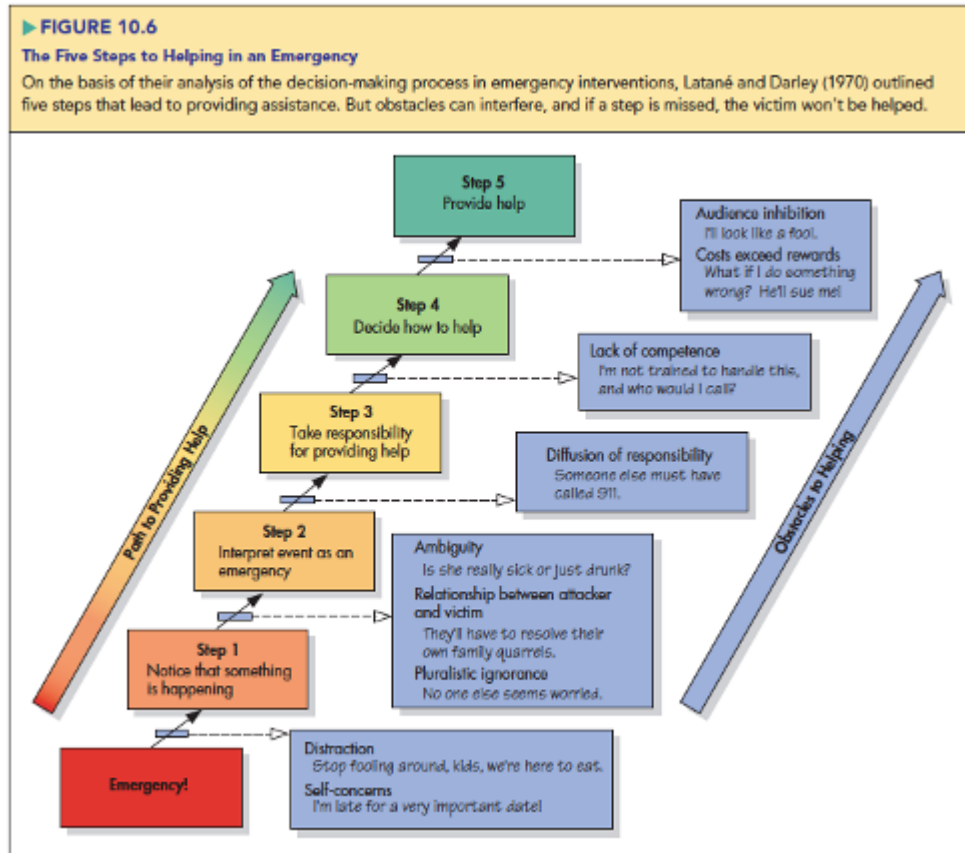 ▶ FIGURE 10.6
The Five Steps to Helping in an Emergency
On the basis of their analysis of the decision-making process in emergency interventions, Latané and Darley (1970) outlined
five steps that lead to providing assistance. But obstacles can interfere, and if a step is missed, the victim won't be helped.
Step 5
Provide help
Audience inhibition
I'll look like a fool.
Costs exceed rewards
What if I do something
wrong? He'll sue me!
Step 4
Decide how to help
Lack of competence
I'm not trained to handle this,
and who would I call?
Step 3
Take responsibility
for providing help
Diffusion of responsibility
Someone else must have
called 911.
Path to Providing Help
Obstacles to Helping
Step 2
Interpret event as an
emergency
Ambiguity
Is she really sick or just drunk?
Relationship between attacker
and victim
They'll have to resolve their
own family quarrels.
Pluralistic ignorance
No one else seems worried.
Step 1
Notice that something
is happening
Distraction
Stop fooling around, kids, we're here to eat.
Self-concerns
I'm late for a very important date!
Emergency!